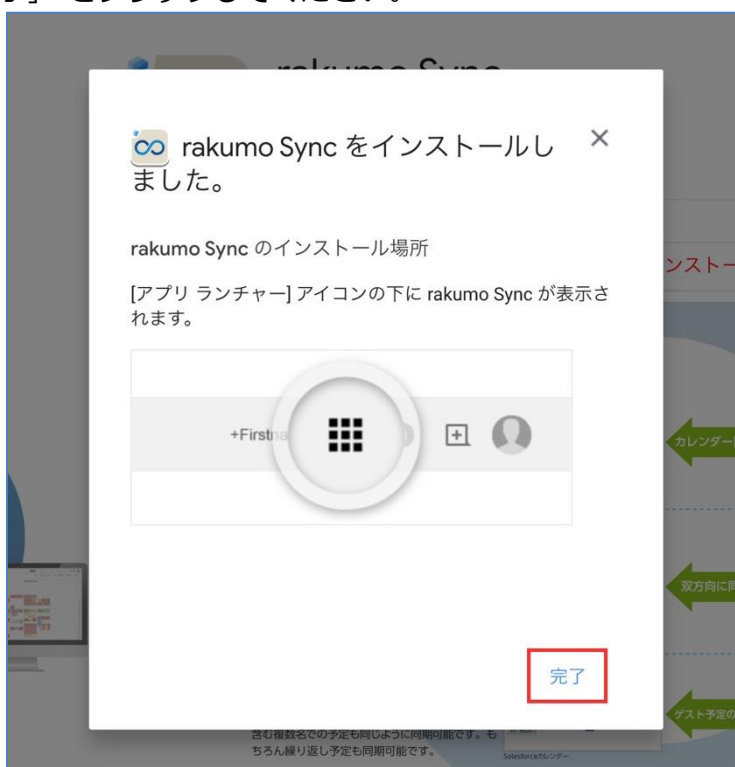 をクリックしてください。
rakumo Sync
rakumo Sync をインストールし
ました。
rakumo Sync のインストール場所
[アプリ ランチャー] アイコンの下に rakumo Sync が表示さ
れます。
ンストー
+Firstna
カレンダー
双方向に同
完了
ゲスト予定の
含む複数名での予定も同じように同期可能です。も
ちろん繰り返し予定も同期可能です。
Salesforceカレンダー